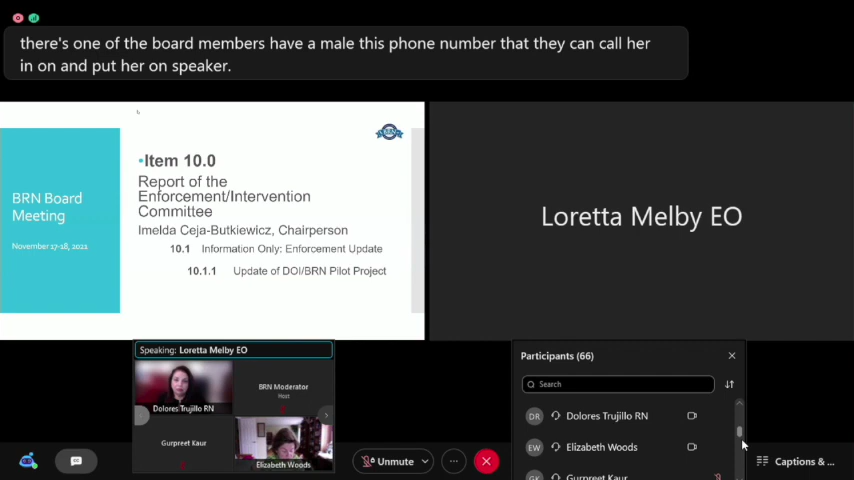 there's one of the board members have a male this phone number that they can call her
in on and put her on speaker.
BRN Board
Meeting
November 17-18, 2021
•Item 10.0
Report of the
Enforcement/Intervention
Committee
Imelda Ceja-Butkiewicz, Chairperson
10.1 Information Only: Enforcement Update
10.1.1 Update of DOI/BRN Pilot Project
Loretta Melby EO
Speaking: Loretta Melby EO
Dolores Trujillo RN
BRN Moderator
Host
Gurpreet Kaur
Elizabeth Woods
Participants (66)
Search
DR Dolores Trujillo RN
EW Elizabeth Woods
GK Gurpreet Kaur
CC
Unmute
Captions & ...